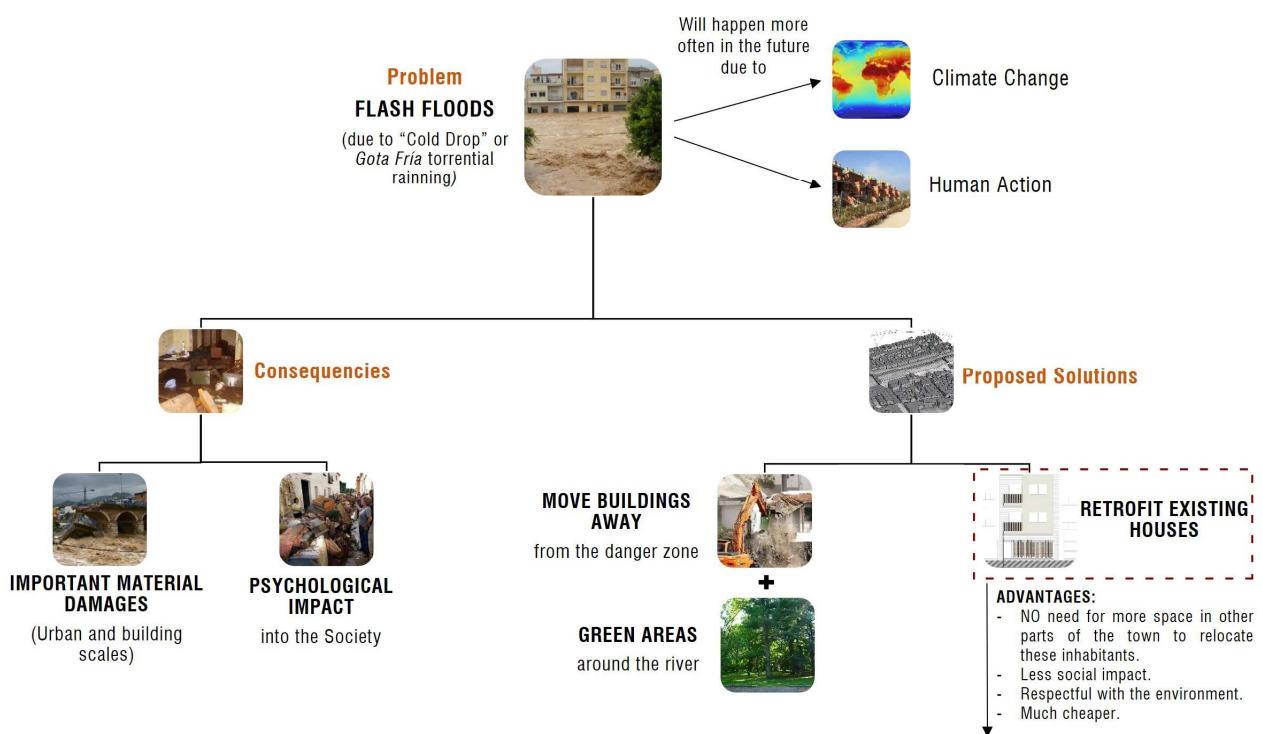 Will happen more
often in the future
due to
Problem
FLASH FLOODS
(due to “Cold Drop” or
Gota Fría torrential
rainning)
Climate Change
Human Action
Consequencies
Proposed Solutions
IMPORTANT MATERIAL
DAMAGES
(Urban and building
scales)
PSYCHOLOGICAL
IMPACT
into the Society
MOVE BUILDINGS
AWAY
from the danger zone
+
GREEN AREAS
around the river
RETROFIT EXISTING
HOUSES
ADVANTAGES:
- NO need for more space in other
parts of the town to relocate
these inhabitants.
- Less social impact.
- Respectful with the environment.
- Much cheaper.